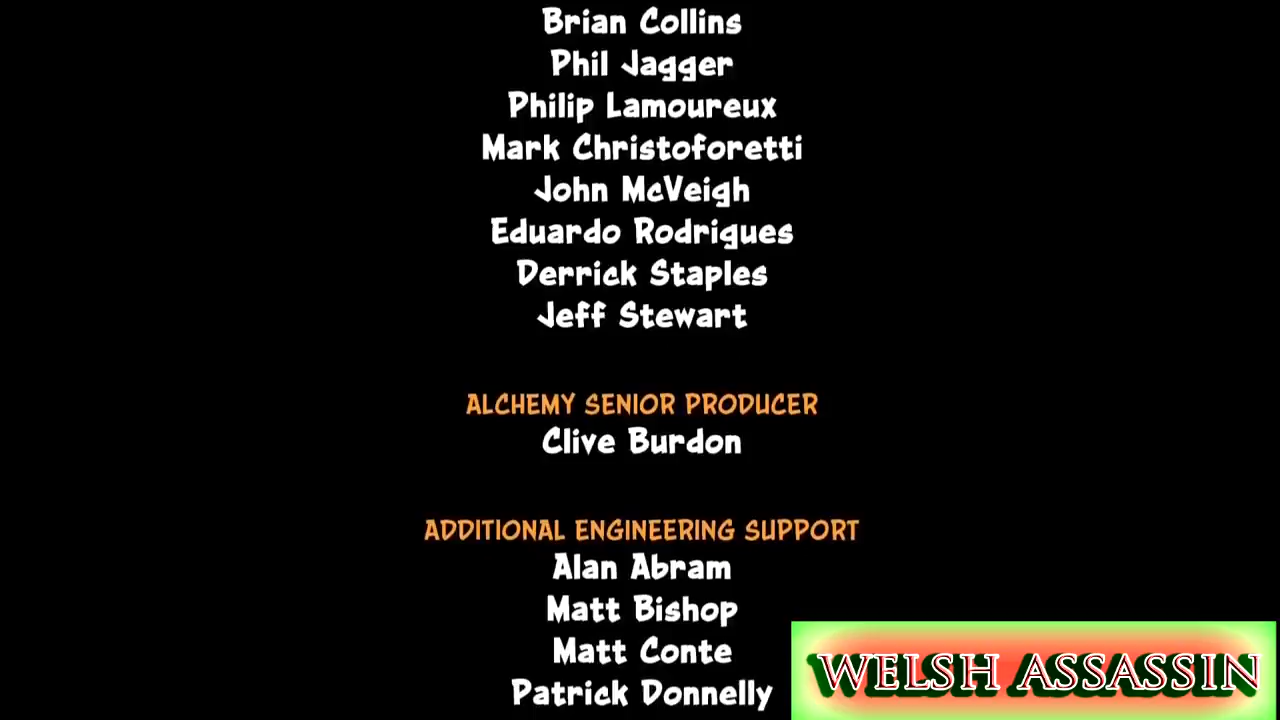 Brian Collins
Phil Jagger
Philip Lamoureux
Mark Christoforetti
John McVeigh
Eduardo Rodrigues
Derrick Staples
Jeff Stewart
ALCHEMY SENIOR PRODUCER
Clive Burdon
ADDITIONAL ENGINEERING SUPPORT
Alan Abram
Matt Bishop
Matt Conte
Patrick Donnelly
WELSH ASSASSIN